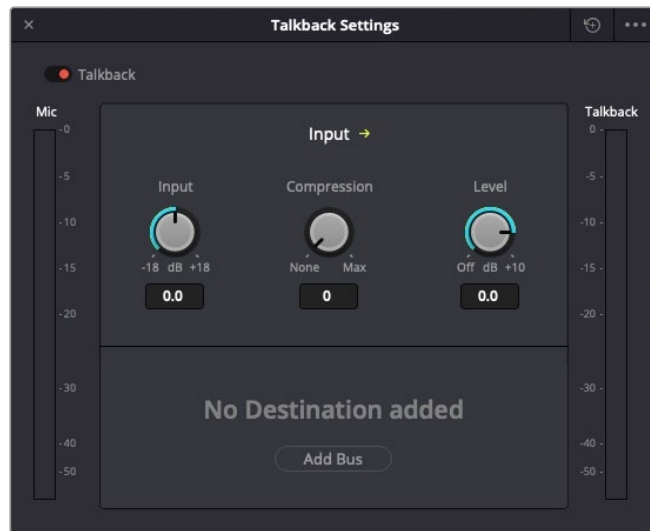 Talkback Settings
Talkback
Mic
Talkback
Input →
-0
-5
-10
-15
-20
-30
-40
-50
Input
Compression
Level
-18 dB +18
None Max
Off dB +10
0.0
0
0.0
0 -
-5 -
-10 -
-15 -
-20 -
-30 -
-40 -
-50 -
No Destination added
Add Bus